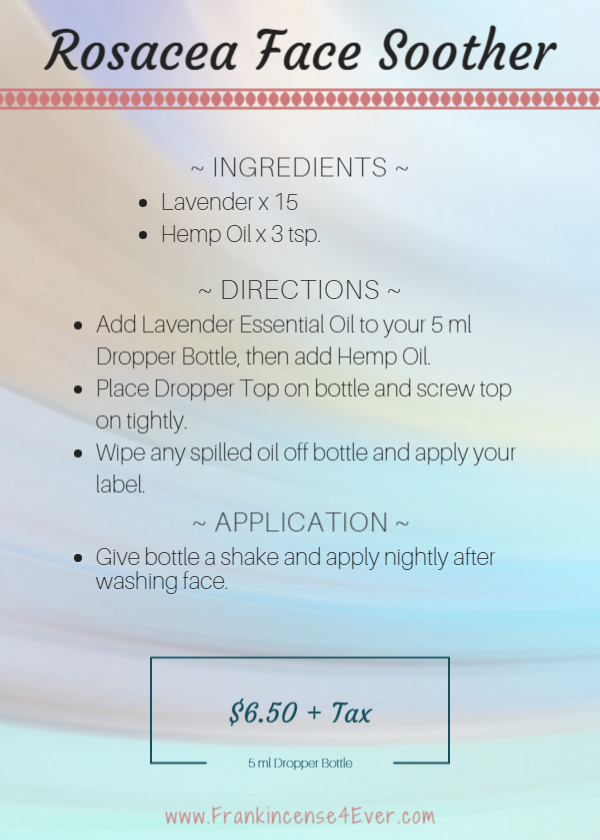 Rosacea Face Soother
~ INGREDIENTS ~
• Lavender x 15
• Hemp Oil x 3 tsp.
~ DIRECTIONS ~
• Add Lavender Essential Oil to your 5 ml
Dropper Bottle, then add Hemp Oil.
• Place Dropper Top on bottle and screw top
on tightly.
• Wipe any spilled oil off bottle and apply your
label.
~ APPLICATION ~
• Give bottle a shake and apply nightly after
washing face.
$6.50 + Tax
5 ml Dropper Bottle
www.Frankincense4Ever.com